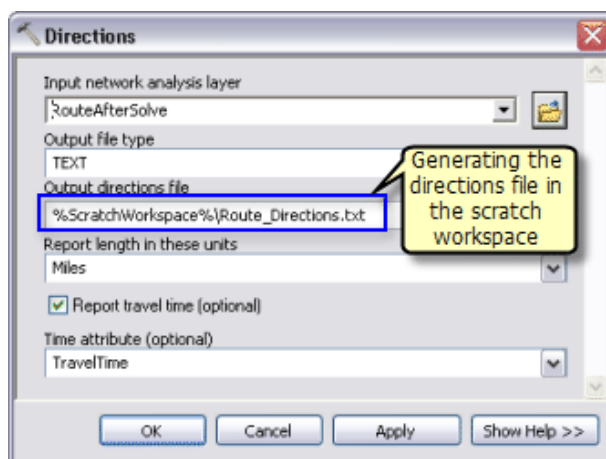 Directions
Input network analysis layer
RouteAfterSolve
Output file type
TEXT
Output directions file
%ScratchWorkspace%\Route_Directions.txt
Generating the
directions file in
the scratch
workspace
Report length in these units
Miles
Report travel time (optional)
Time attribute (optional)
TravelTime
OK
Cancel
Apply
Show Help >>